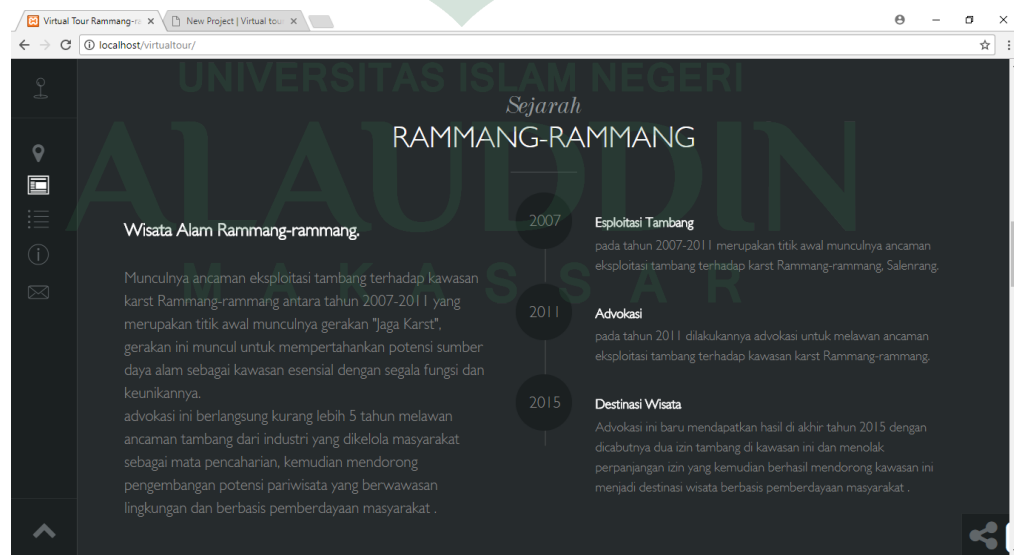 Virtual Tour Rammang-ra
New Project | Virtual tou
localhost/virtualtour/
UNIVERSITAS ISLAM NEGERI
ALAUDDIN
MAKASSAR
Sejarah
RAMMANG-RAMMANG
Wisata Alam Rammang-rammang.
Munculnya ancaman eksploitasi tambang terhadap kawasan
karst Rammang-rammang antara tahun 2007-2011 yang
merupakan titik awal munculnya gerakan "Jaga Karst",
gerakan ini muncul untuk mempertahankan potensi sumber
daya alam sebagai kawasan esensial dengan segala fungsi dan
keunikannya.
advokasi ini berlangsung kurang lebih 5 tahun melawan
ancaman tambang dari industri yang dikelola masyarakat
sebagai mata pencaharian, kemudian mendorong
pengembangan potensi pariwisata yang berwawasan
lingkungan dan berbasis pemberdayaan masyarakat .
2007
Esploitasi Tambang
pada tahun 2007-2011 merupakan titik awal munculnya ancaman
eksploitasi tambang terhadap karst Rammang-rammang, Salenrang.
2011
Advokasi
pada tahun 2011 dilakukannya advokasi untuk melawan ancaman
eksploitasi tambang terhadap kawasan karst Rammang-rammang.
2015
Destinasi Wisata
Advokasi ini baru mendapatkan hasil di akhir tahun 2015 dengan
dicabutnya dua izin tambang di kawasan ini dan menolak
perpanjangan izin yang kemudian berhasil mendorong kawasan ini
menjadi destinasi wisata berbasis pemberdayaan masyarakat .